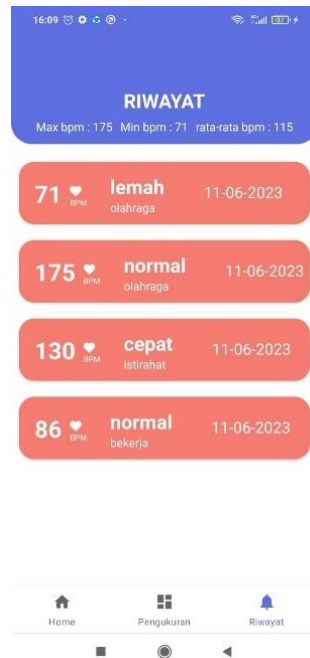 16:09
37
RIWAYAT
Max bpm : 175 Min bpm : 71 rata-rata bpm : 115
71 BPM lemah 11-06-2023
olahraga
175 BPM normal 11-06-2023
olahraga
130 BPM cepat 11-06-2023
istirahat
86 BPM normal 11-06-2023
bekerja
Home Pengukuran Riwayat